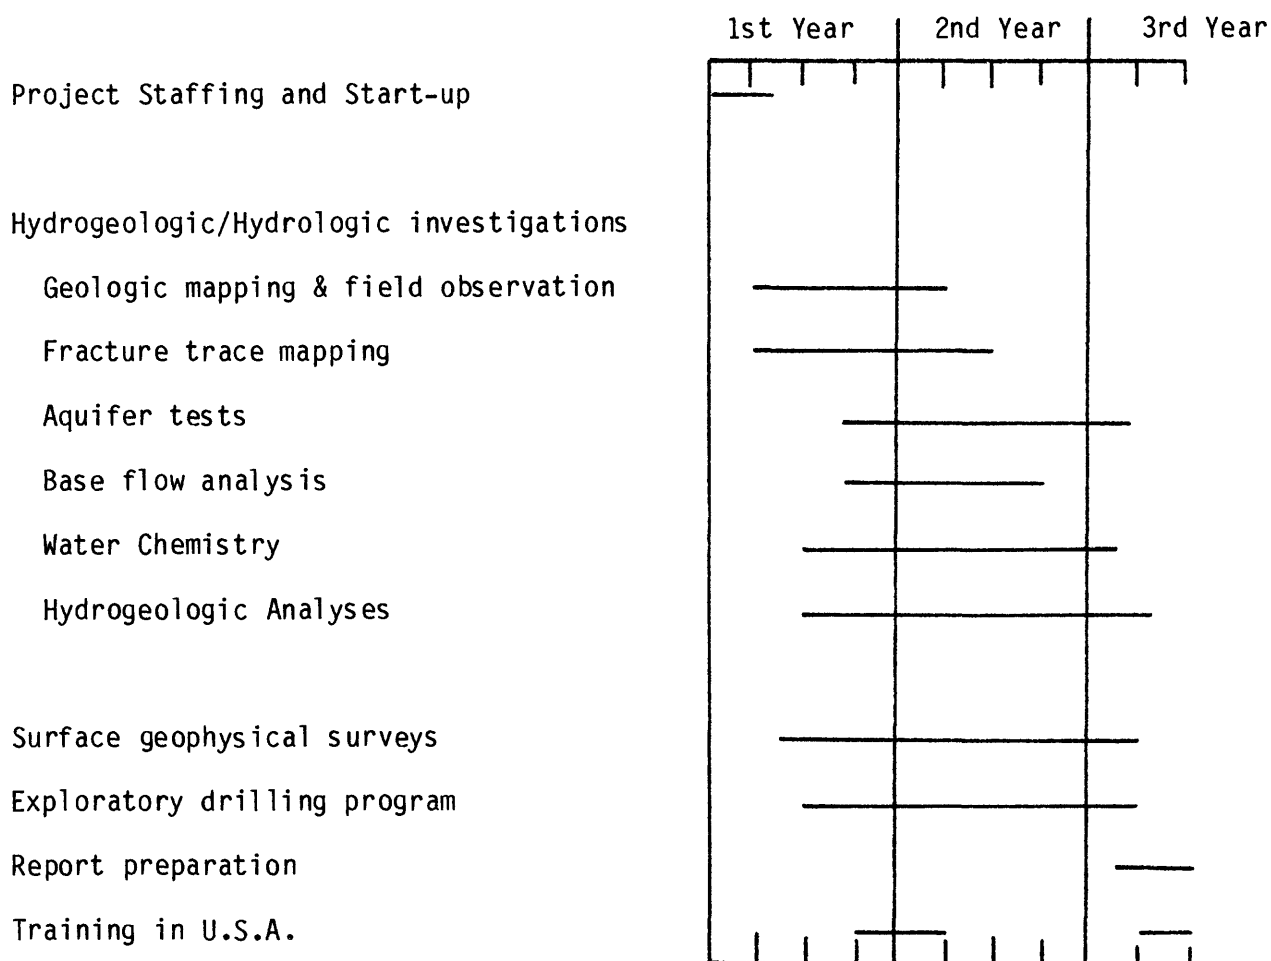 1st Year 2nd Year 3rd Year
Project Staffing and Start-up
Hydrogeologic/Hydrologic investigations
Geologic mapping & field observation
Fracture trace mapping
Aquifer tests
Base flow analysis
Water Chemistry
Hydrogeologic Analyses
Surface geophysical surveys
Exploratory drilling program
Report preparation
Training in U.S.A.